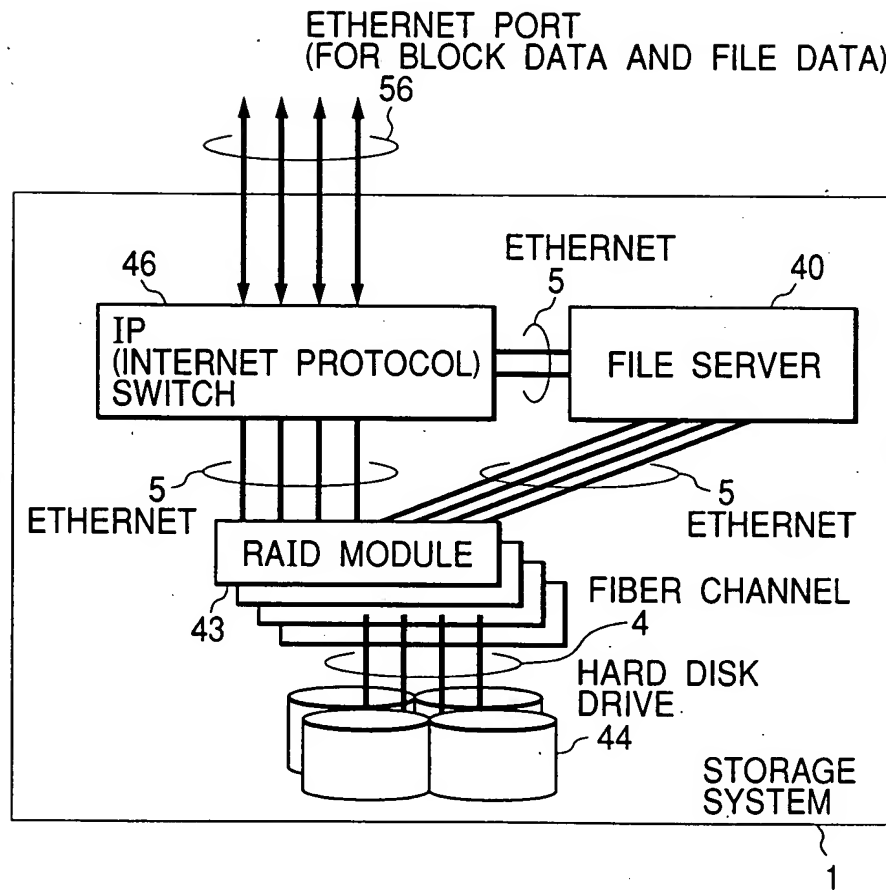 ETHERNET PORT
(FOR BLOCK DATA AND FILE DATA)
56
ETHERNET
46
5
40
IP
(INTERNET PROTOCOL)
SWITCH
FILE SERVER
5
ETHERNET
5
ETHERNET
RAID MODULE
43
FIBER CHANNEL
4
HARD DISK
DRIVE
44
STORAGE
SYSTEM
1